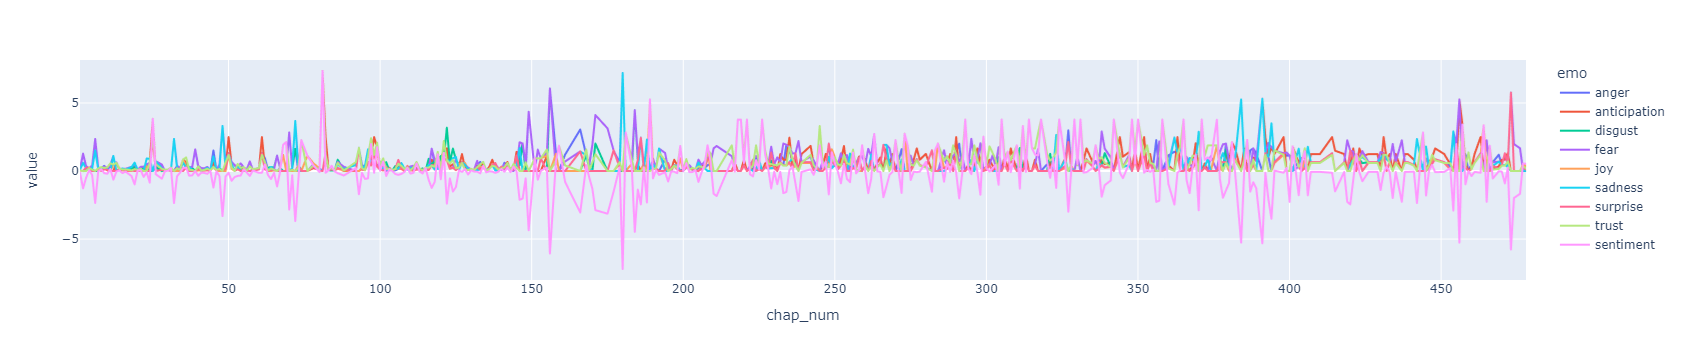 emo
anger
anticipation
disgust
fear
joy
sadness
surprise
trust
sentiment
value
5
0
−5
50
100
150
200
250
300
350
400
450
chap_num